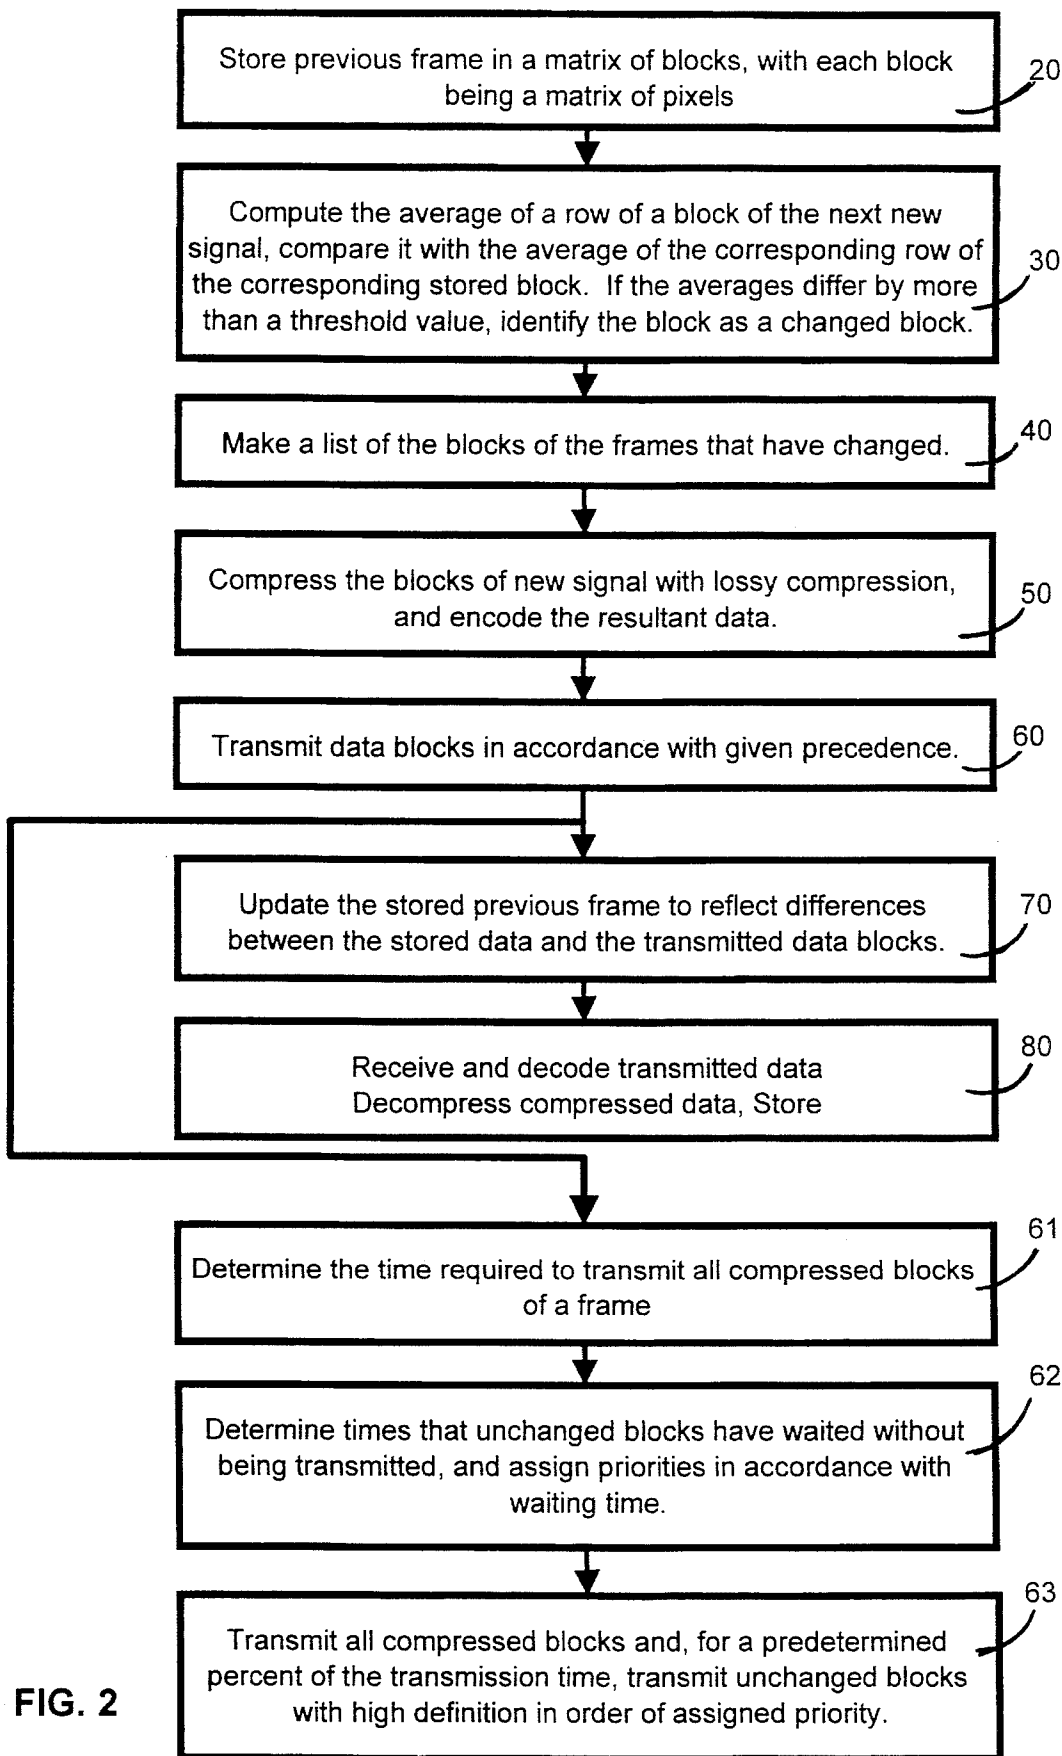 Store previous frame in a matrix of blocks, with each block
being a matrix of pixels
20
Compute the average of a row of a block of the next new
signal, compare it with the average of the corresponding row of
the corresponding stored block. If the averages differ by more
than a threshold value, identify the block as a changed block.
30
Make a list of the blocks of the frames that have changed.
40
Compress the blocks of new signal with lossy compression,
and encode the resultant data.
50
Transmit data blocks in accordance with given precedence.
60
Update the stored previous frame to reflect differences
between the stored data and the transmitted data blocks.
70
Receive and decode transmitted data
Decompress compressed data, Store
80
Determine the time required to transmit all compressed blocks
of a frame
61
Determine times that unchanged blocks have waited without
being transmitted, and assign priorities in accordance with
waiting time.
62
Transmit all compressed blocks and, for a predetermined
percent of the transmission time, transmit unchanged blocks
with high definition in order of assigned priority.
63
FIG. 2